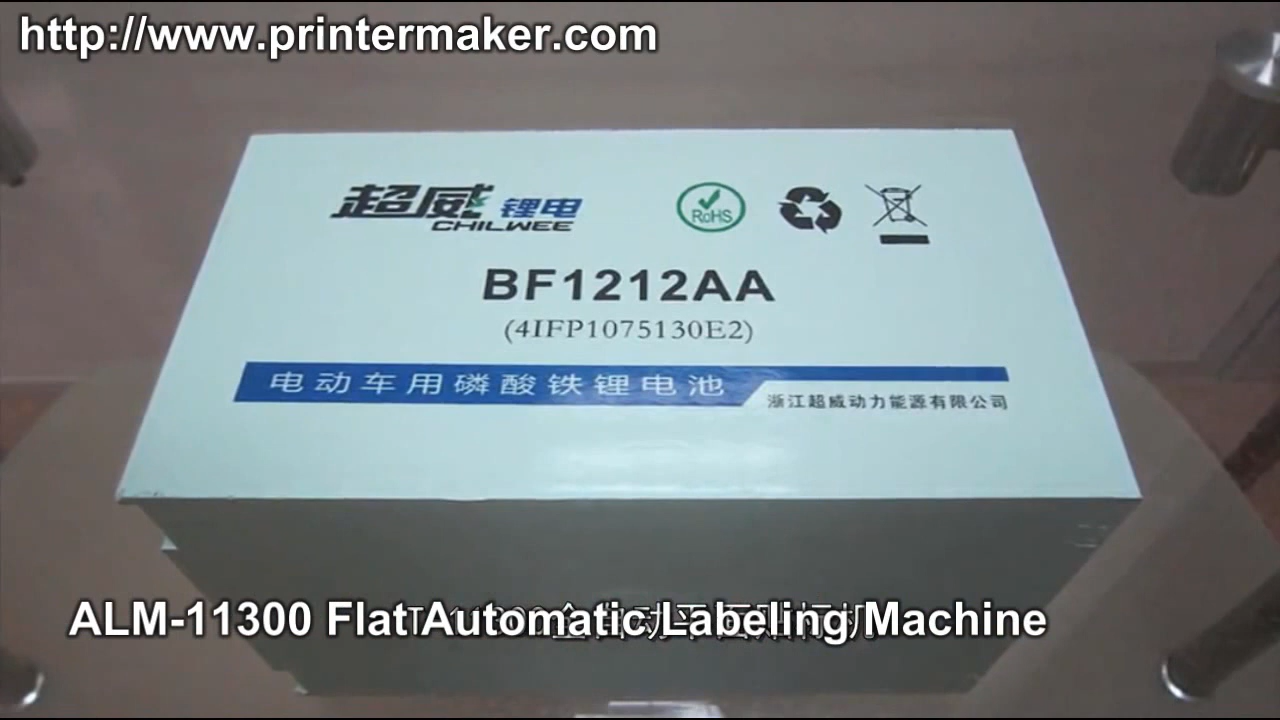 http://www.printermaker.com
超威 锂电
CHILWEE
RoHS
BF1212AA
(4IFP1075130E2)
电动车用磷酸铁锂电池
浙江超威动力能源有限公司
ALM-11300 Flat Automatic Labeling Machine